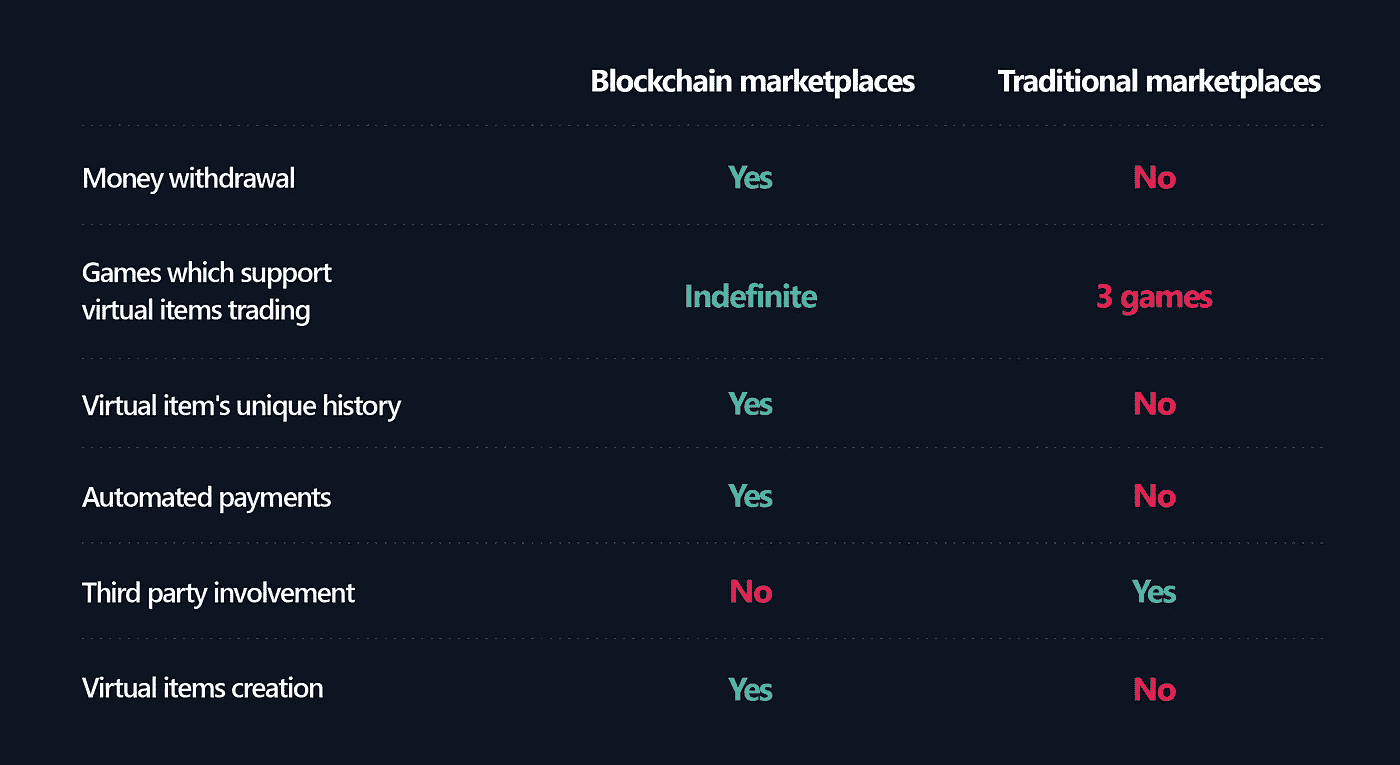 Blockchain marketplaces Traditional marketplaces
Money withdrawal Yes No
Games which support
virtual items trading Indefinite 3 games
Virtual item's unique history Yes No
Automated payments Yes No
Third party involvement No Yes
Virtual items creation Yes No